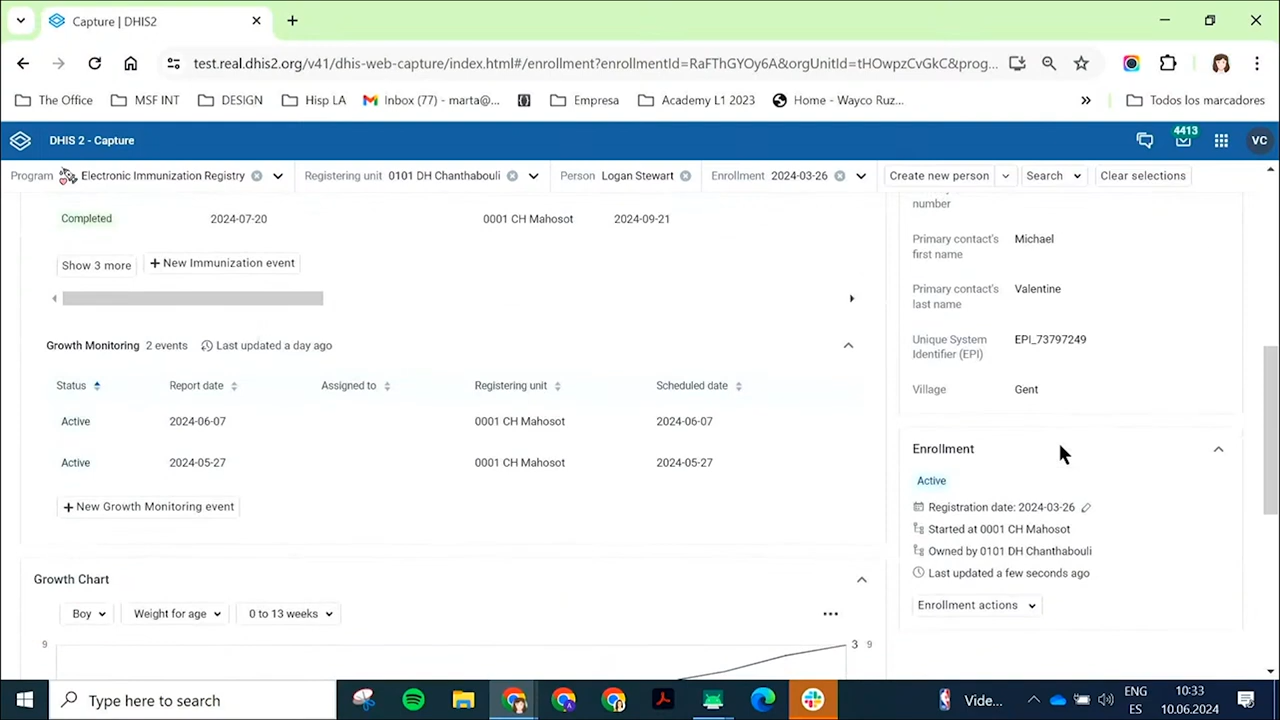 Capture | DHIS2
test.real.dhis2.org/v41/dhis-web-capture/index.html#/enrollment?enrollmentId=RaFThGYOy6A&orgUnitId=tHOwpzCvGkC&prog...
The Office
MSF INT
DESIGN
Hisp LA
Inbox (77) - marta@...
Empresa
Academy L1 2023
Home - Wayco Ruz...
»
Todos los marcadores
DHIS 2 - Capture
4413
VC
Program Electronic Immunization Registry
Registering unit 0101 DH Chanthabouli
Person Logan Stewart
Enrollment 2024-03-26
Create new person
Search
Clear selections
Completed 2024-07-20 0001 CH Mahosot 2024-09-21
Show 3 more
+ New Immunization event
Growth Monitoring 2 events Last updated a day ago
Status Report date Assigned to Registering unit Scheduled date
Active 2024-06-07 0001 CH Mahosot 2024-06-07
Active 2024-05-27 0001 CH Mahosot 2024-05-27
+ New Growth Monitoring event
Growth Chart
Boy Weight for age 0 to 13 weeks
9 3 9
number
Primary contact's Michael
first name
Primary contact's Valentine
last name
Unique System EPI_73797249
Identifier (EPI)
Village Gent
Enrollment
Active
Registration date: 2024-03-26
Started at 0001 CH Mahosot
Owned by 0101 DH Chanthabouli
Last updated a few seconds ago
Enrollment actions
Type here to search
Vide...
ENG
ES
10:33
10.06.2024